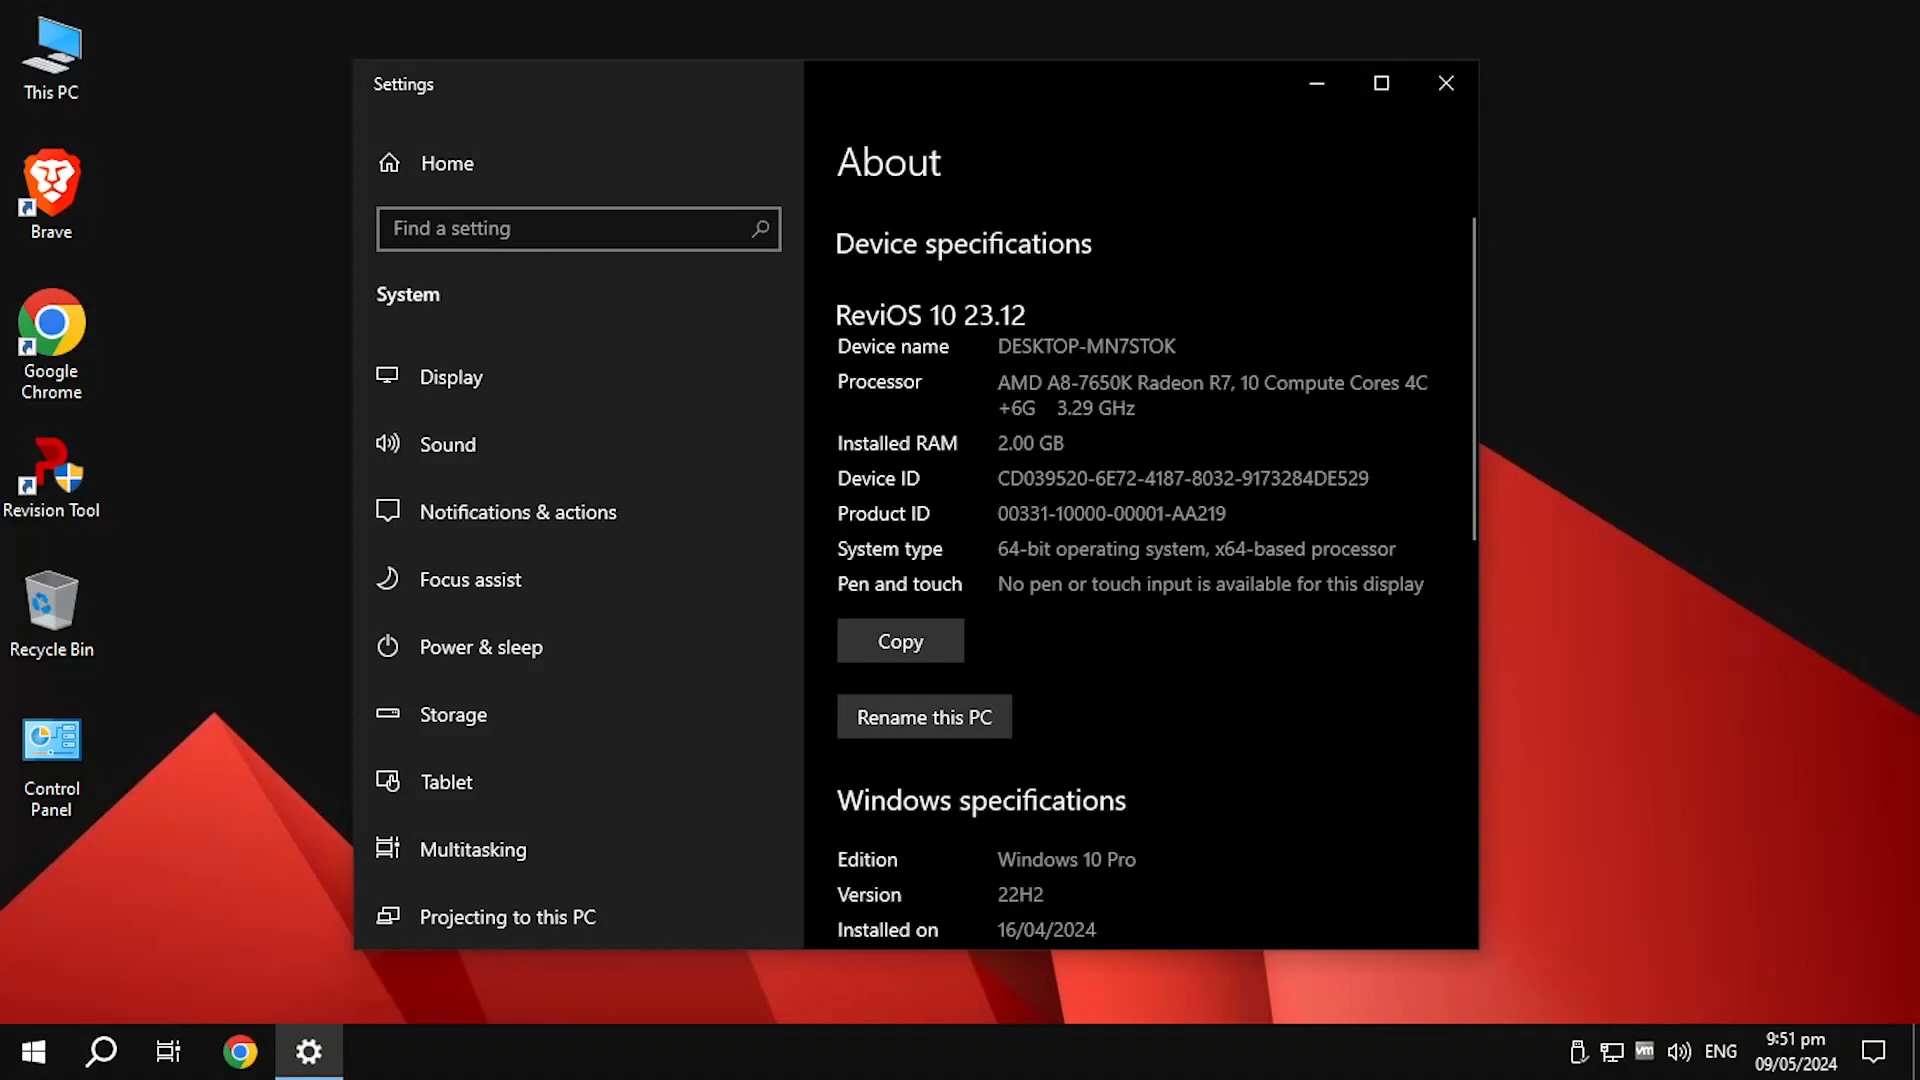 This PC
Brave
Google
Chrome
Revision Tool
Recycle Bin
Control
Panel
Settings
Home
Find a setting
System
Display
Sound
Notifications & actions
Focus assist
Power & sleep
Storage
Tablet
Multitasking
Projecting to this PC
About
Device specifications
ReviOS 10 23.12
Device name DESKTOP-MN7STOK
Processor AMD A8-7650K Radeon R7, 10 Compute Cores 4C
+6G 3.29 GHz
Installed RAM 2.00 GB
Device ID CD039520-6E72-4187-8032-9173284DE529
Product ID 00331-10000-00001-AA219
System type 64-bit operating system, x64-based processor
Pen and touch No pen or touch input is available for this display
Copy
Rename this PC
Windows specifications
Edition Windows 10 Pro
Version 22H2
Installed on 16/04/2024
vm
ENG
9:51 pm
09/05/2024